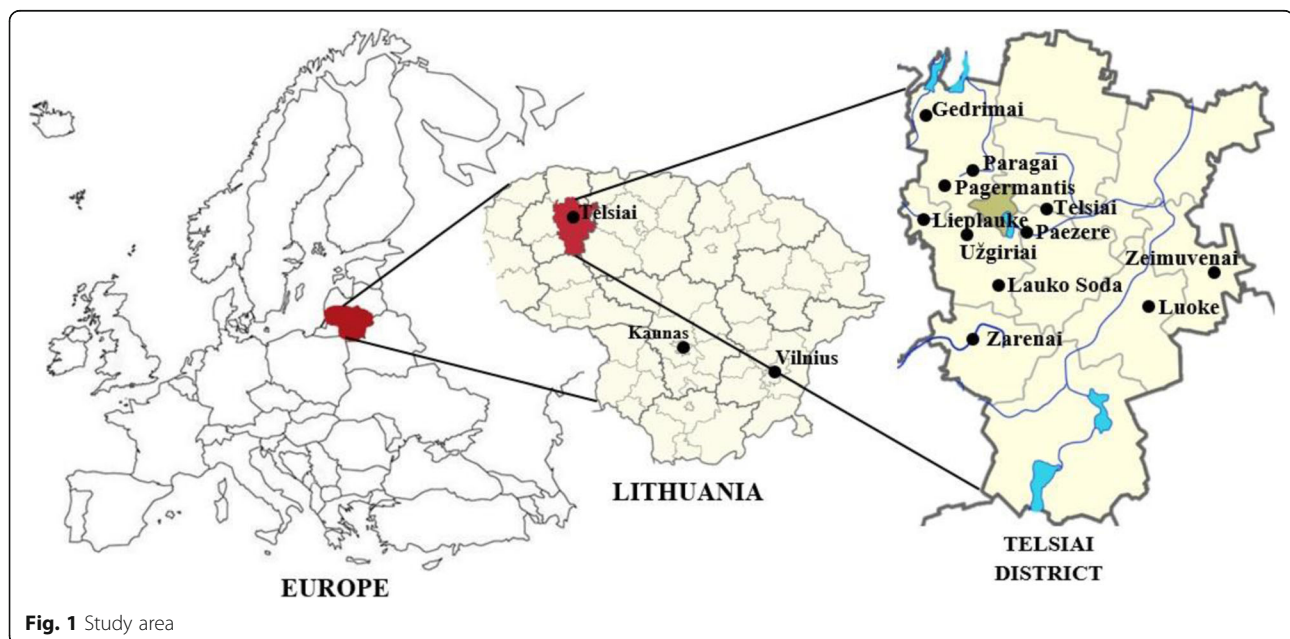 Telsiai
Kaunas
Vilnius
Gedrimai
Paragai
Pagermantis
Telsiai
Lieplauke
Paezere
Užgiriai
Zeimuvenai
Lauko Soda
Luoke
Zarenai
LITHUANIA
EUROPE
TELSIAI
DISTRICT
Fig. 1 Study area